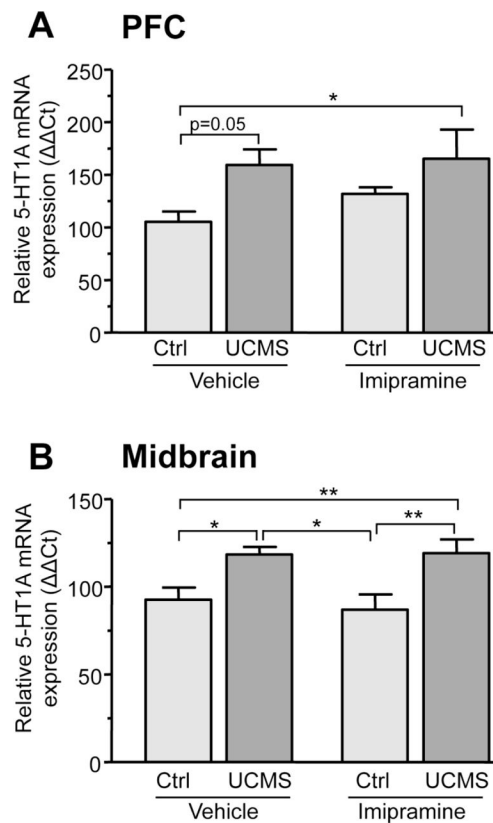 A PFC
Relative 5-HT1A mRNA
expression (ΔΔCt)
250
200
150
100
50
0
*
p=0.05
Ctrl UCMS Ctrl UCMS
Vehicle Imipramine
B Midbrain
Relative 5-HT1A mRNA
expression (ΔΔCt)
150
100
50
0
**
* * **
Ctrl UCMS Ctrl UCMS
Vehicle Imipramine